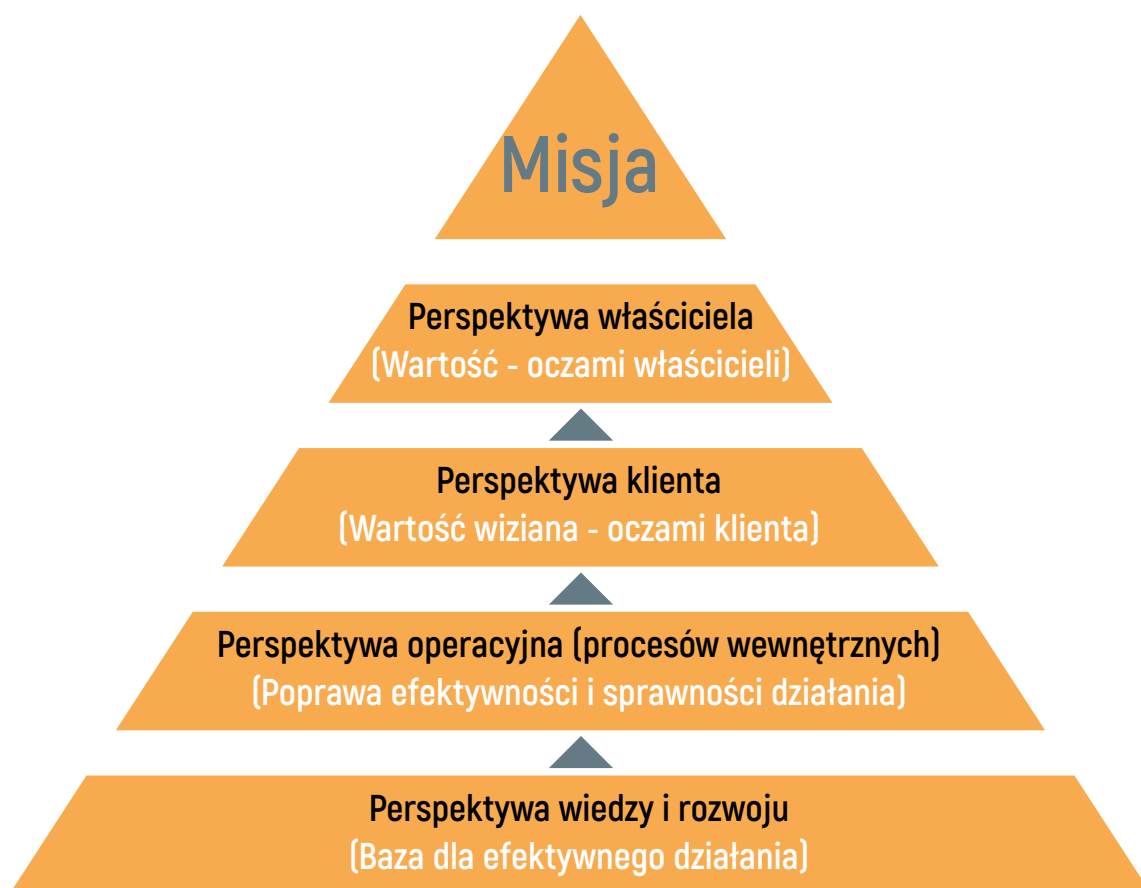 Misja
Perspektywa właściciela
(Wartość - oczami właścicieli)
Perspektywa klienta
(Wartość wiziana - oczami klienta)
Perspektywa operacyjna (procesów wewnętrznych)
(Poprawa efektywności i sprawności działania)
Perspektywa wiedzy i rozwoju
(Baza dla efektywnego działania)